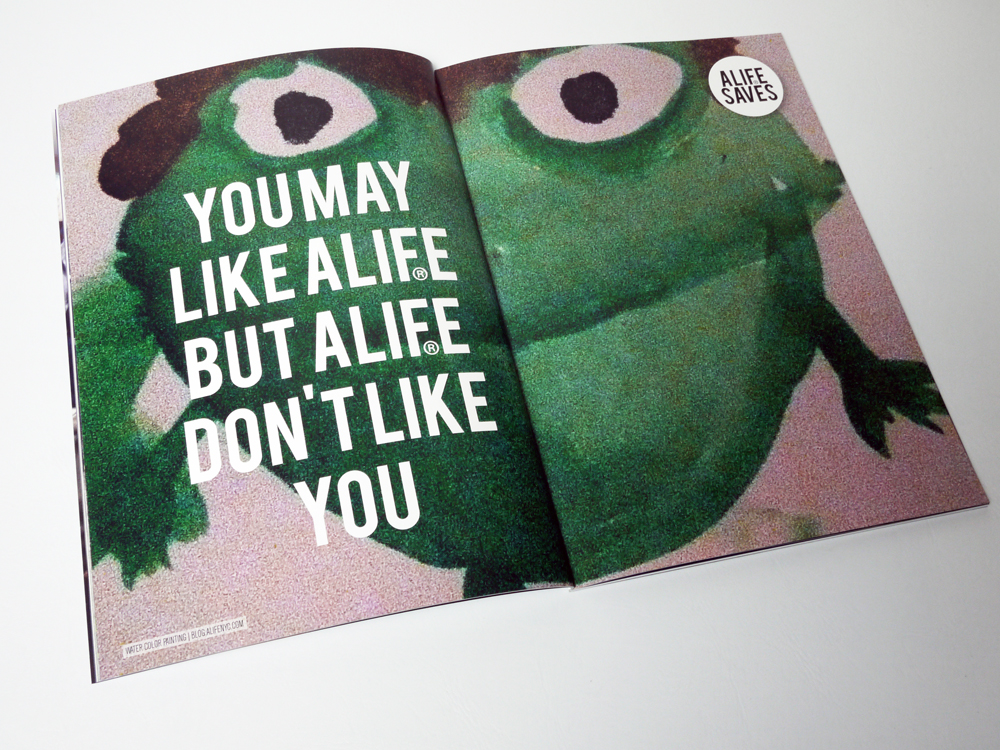 YOU MAY
LIKE ALIFE®
BUT ALIFE®
DON'T LIKE
YOU
ALIFE
SAVES
WATER COLOR PAINTING | BLOG.ALIFENYC.COM